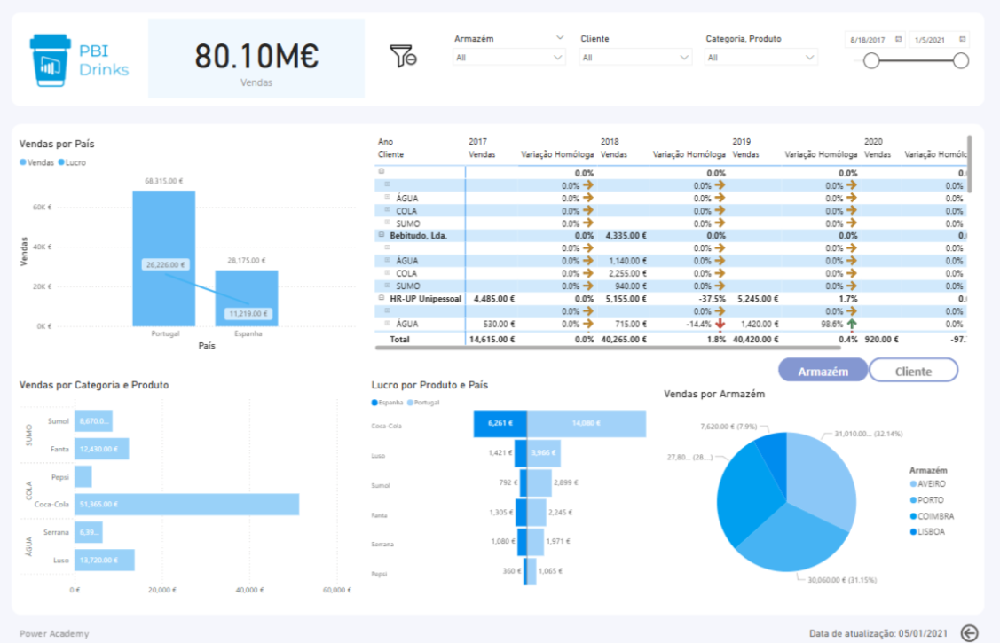 PBI
Drinks
80.10M€
Vendas
Armazém
All
Cliente
All
Categoria, Produto
All
8/18/2017
1/5/2021
Vendas por País
Vendas Lucro
68,315.00 €
28,175.00 €
26,226.00 €
11,219.00 €
60K €
40K €
20K €
0K €
Vendas
Portugal Espanha
País
Ano 2017 2018 2019 2020
Cliente Vendas Variação Homóloga Vendas Variação Homóloga Vendas Variação Homóloga Vendas Variação Homólo
0.0% 0.0% 0.0% 0.
0.0% 0.0% 0.0% 0.0%
ÁGUA 0.0% 0.0% 0.0% 0.0%
COLA 0.0% 0.0% 0.0% 0.0%
SUMO 0.0% 0.0% 0.0% 0.0%
Bebitudo, Lda. 0.0% 4,335.00 € 0.0% 0.0% 0.
0.0% 0.0% 0.0% 0.0%
ÁGUA 0.0% 1,140.00 € 0.0% 0.0% 0.0%
COLA 0.0% 2,255.00 € 0.0% 0.0% 0.0%
SUMO 0.0% 940.00 € 0.0% 0.0% 0.0%
HR-UP Unipessoal 4,485.00 € 0.0% 5,155.00 € -37.5% 5,245.00 € 1.7% 0.
0.0% 0.0% 0.0% 0.0%
ÁGUA 530.00 € 0.0% 715.00 € -14.4% 1,420.00 € 98.6% 0.0%
Total 14,615.00 € 0.0% 40,265.00 € 1.8% 40,420.00 € 0.4% 920.00 € -97.
Armazém
Cliente
Vendas por Categoria e Produto
SUMO
Sumol 8,670.0...
Fanta 12,430.00 €
COLA
Pepsi
Coca-Cola 51,365.00 €
ÁGUA
Serrana 6,39...
Luso 13,720.00 €
0 € 20,000 € 40,000 € 60,000 €
Lucro por Produto e País
Espanha Portugal
Coca-Cola 6,261 € 14,080 €
Luso 1,421 € 3,966 €
Sumol 792 € 2,899 €
Fanta 1,305 € 2,245 €
Serrana 1,080 € 1,971 €
Pepsi 360 € 1,065 €
Vendas por Armazém
7,620.00 € (7.9%)
31,010.00... (32.14%)
27,80... (28....)
30,060.00 € (31.15%)
Armazém
AVEIRO
PORTO
COIMBRA
LISBOA
Power Academy
Data de atualização: 05/01/2021